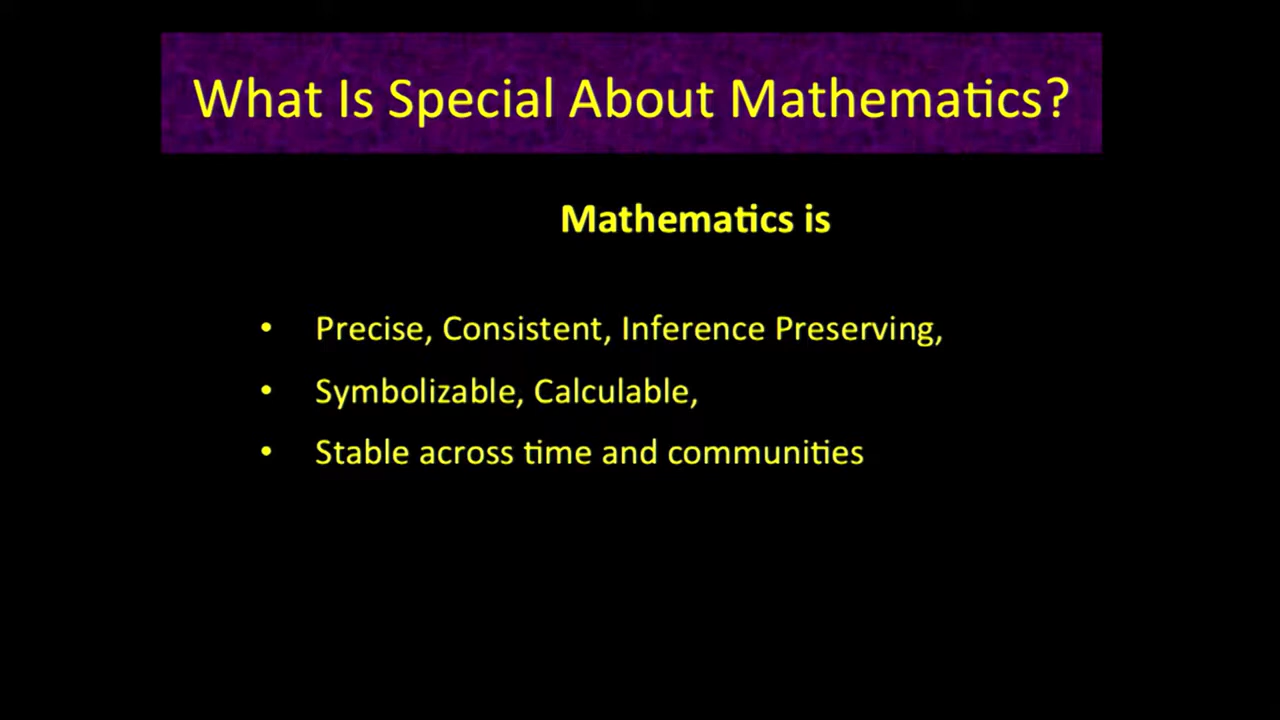 What Is Special About Mathematics?
Mathematics is
• Precise, Consistent, Inference Preserving,
• Symbolizable, Calculable,
• Stable across time and communities